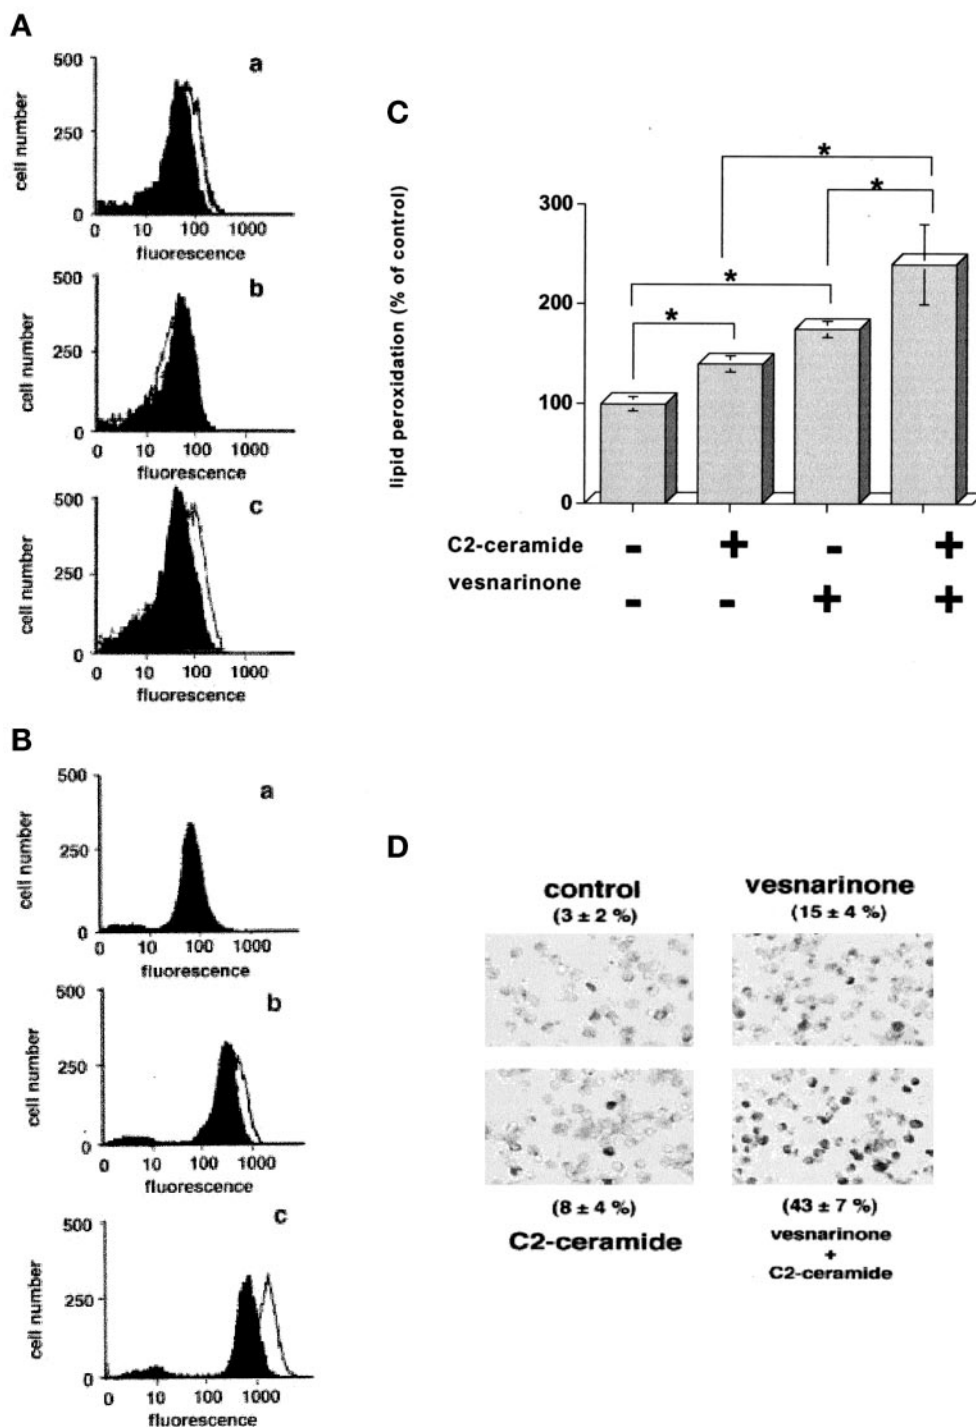 A
500
a
cell number
250
0
0 10 100 1000
fluorescence
500
b
cell number
250
0
0 10 100 1000
fluorescence
500
c
cell number
250
0
0 10 100 1000
fluorescence
B
500
a
cell number
250
0
0 10 100 1000
fluorescence
500
b
cell number
250
0
0 10 100 1000
fluorescence
c
500
cell number
250
0
0 10 100 1000
fluorescence
C
lipid peroxidation (% of control)
*
*
300
*
*
200
100
0
C2-ceramide - + - +
vesnarinone - - + +
D
control
(3 ± 2 %)
vesnarinone
(15 ± 4 %)
(8 ± 4 %)
C2-ceramide
(43 ± 7 %)
vesnarinone
+
C2-ceramide